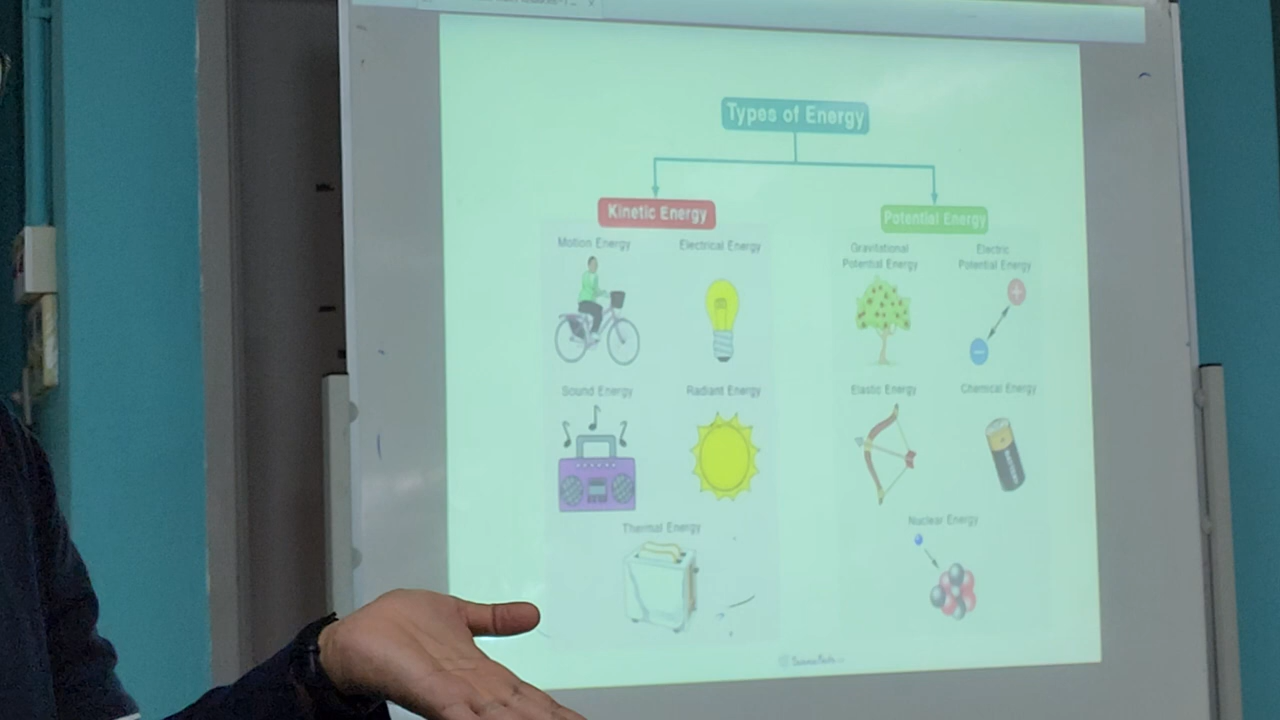 Types of Energy
Kinetic Energy
Potential Energy
Motion Energy
Electrical Energy
Gravitational
Potential Energy
Electric
Potential Energy
Sound Energy
Radiant Energy
Elastic Energy
Chemical Energy
Thermal Energy
Nuclear Energy
+